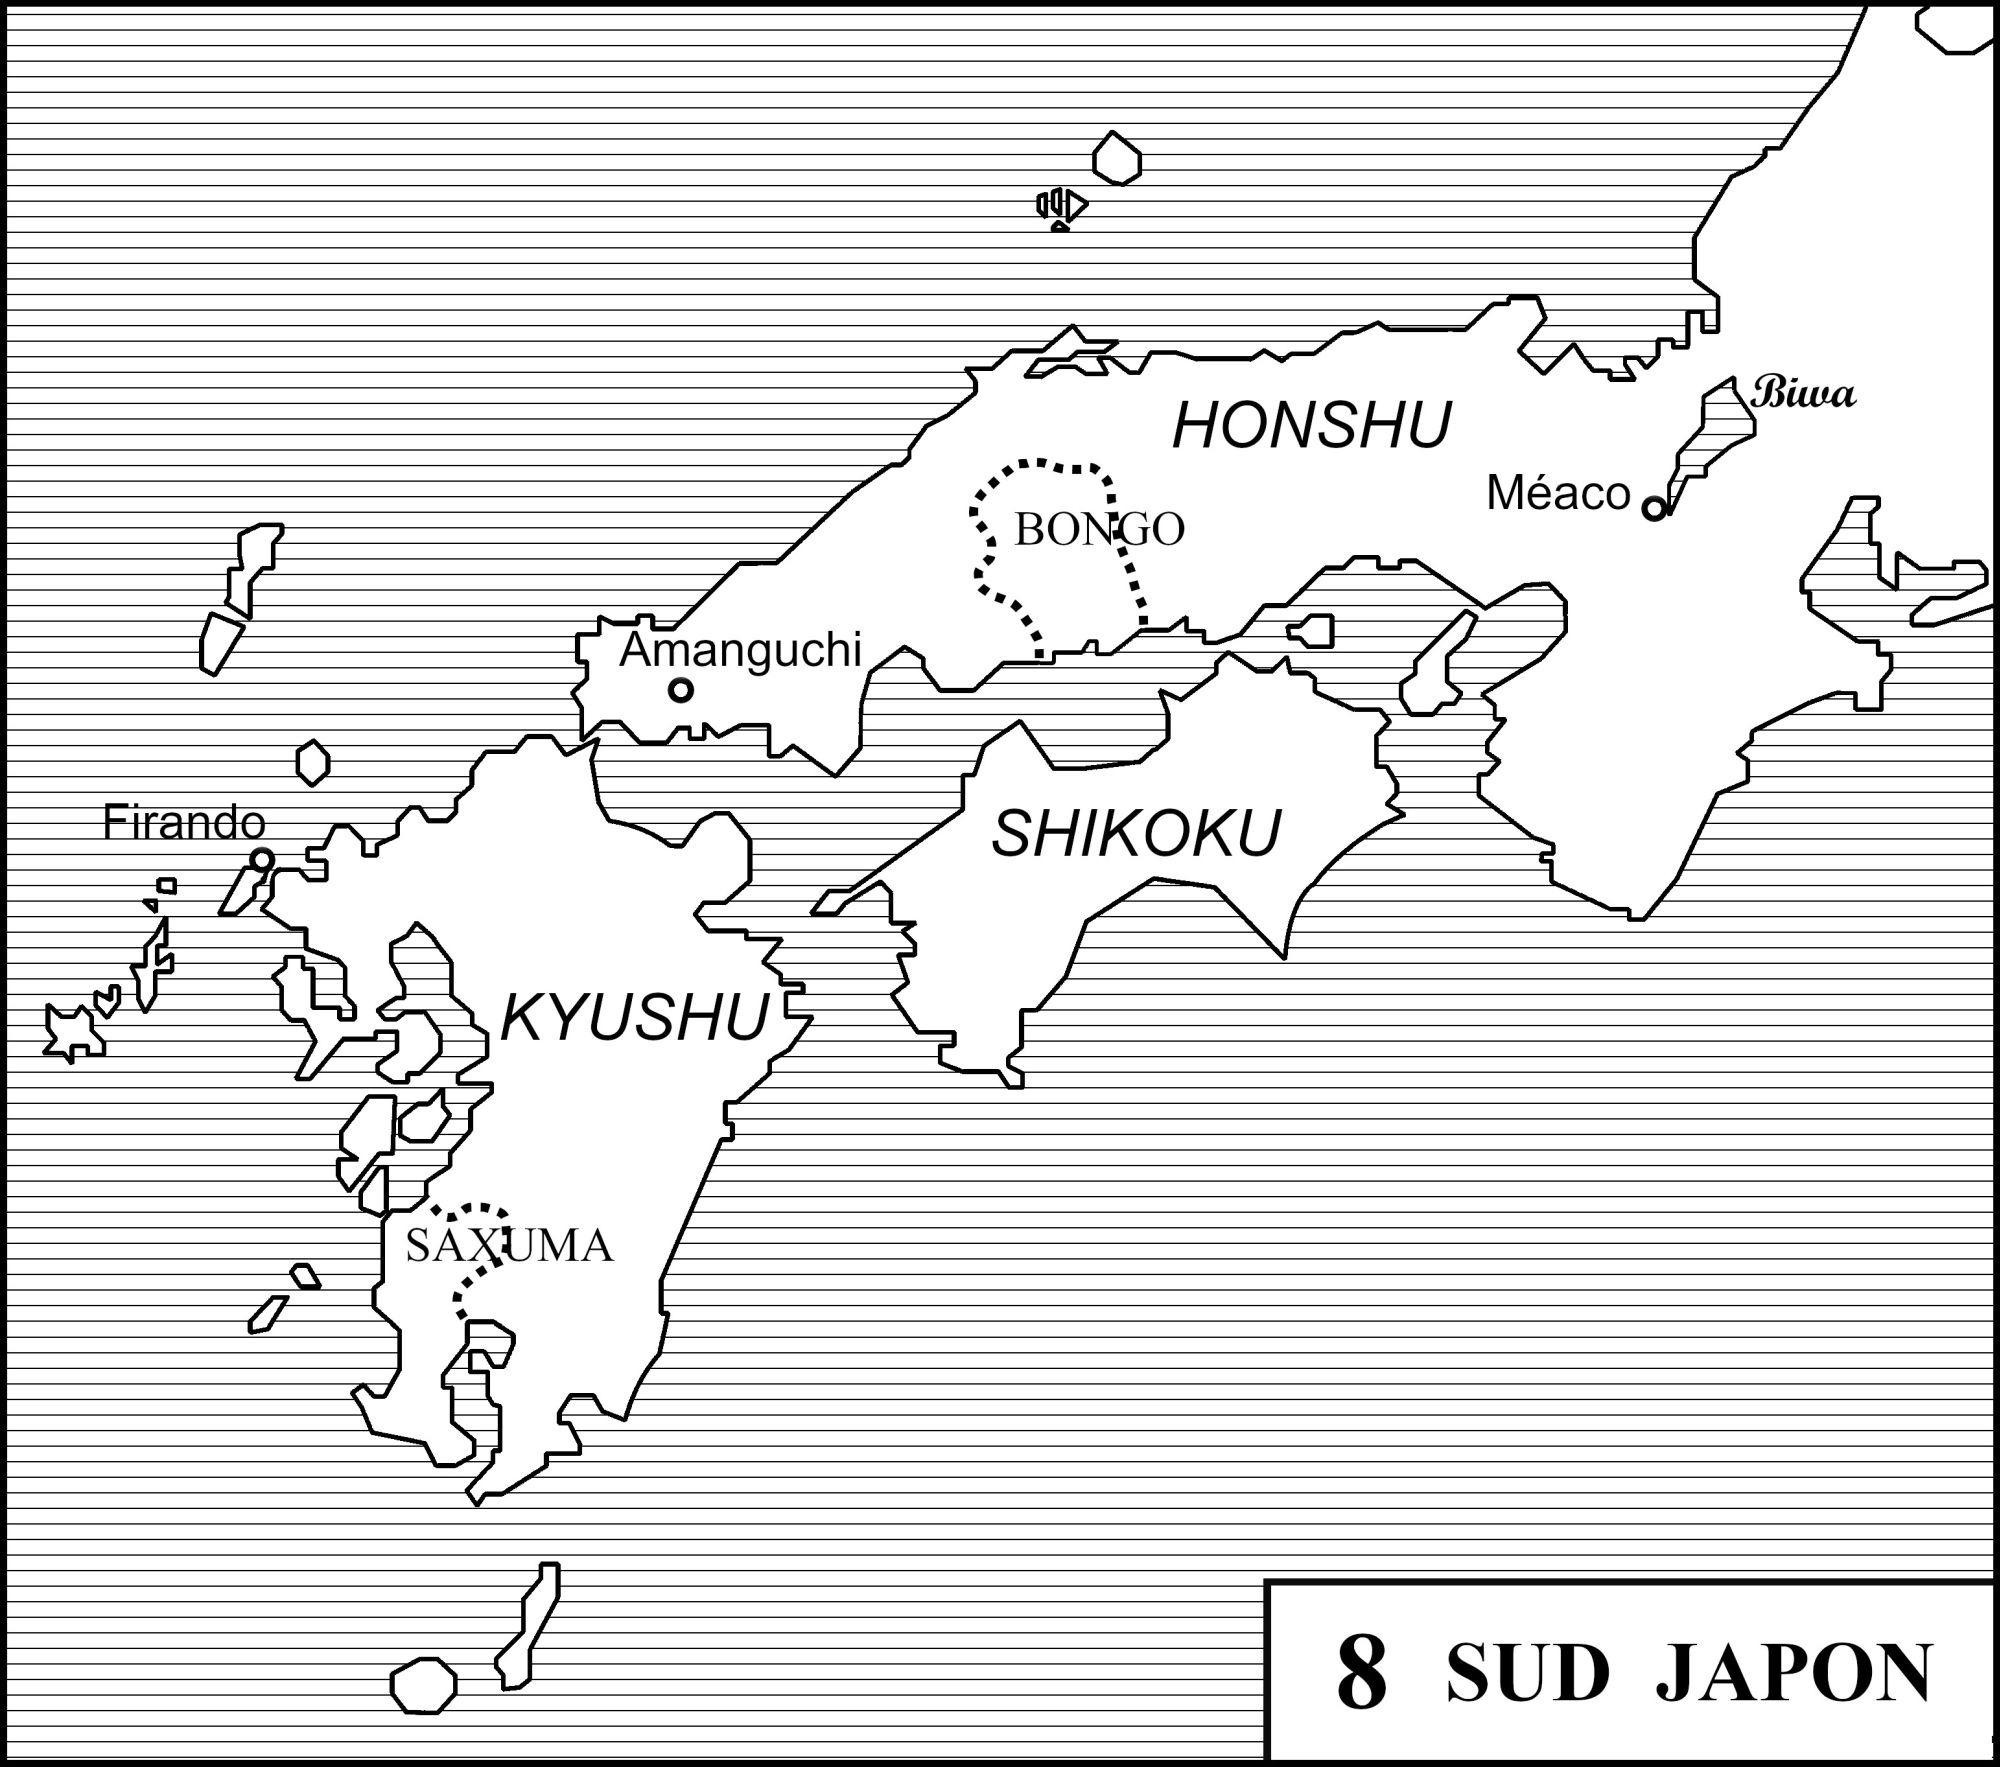 HONSHU
Biwa
Méaco
BONGO
Amanguchi
Firando
SHIKOKU
KYUSHU
SAXUMA
8 SUD JAPON